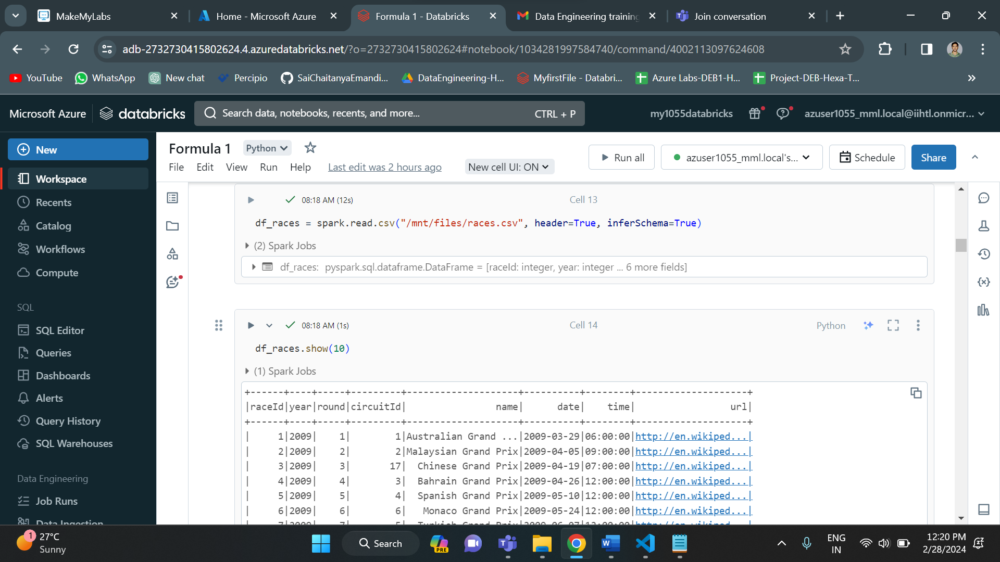 MakeMyLabs
Home - Microsoft Azure
Formula 1 - Databricks
Data Engineering training
Join conversation
adb-2732730415802624.4.azuredatabricks.net/?o=2732730415802624#notebook/1034281997584740/command/4002113097624608
YouTube
WhatsApp
New chat
Percipio
SaiChaitanyaEmandi...
DataEngineering-H...
MyfirstFile - Databri...
Azure Labs-DEB1-H...
Project-DEB-Hexa-T...
Microsoft Azure
databricks
Search data, notebooks, recents, and more...
CTRL + P
my1055databricks
azuser1055_mml.local@iihtl.onmicr...
New
Workspace
Recents
Catalog
Workflows
Compute
SQL
SQL Editor
Queries
Dashboards
Alerts
Query History
SQL Warehouses
Data Engineering
Job Runs
Data Ingestion
Formula 1
Python
File Edit View Run Help
Last edit was 2 hours ago
New cell UI: ON
Run all
azuser1055_mml.local's...
Schedule
Share
08:18 AM (12s)
Cell 13
df_races = spark.read.csv("/mnt/files/races.csv", header=True, inferSchema=True)
(2) Spark Jobs
df_races: pyspark.sql.dataframe.DataFrame = [raceId: integer, year: integer ... 6 more fields]
08:18 AM (1s)
Cell 14
Python
df_races.show(10)
(1) Spark Jobs
+------+----+-----+---------+--------------------+----------+--------+--------------------+
|raceId|year|round|circuitId|                name|      date|    time|                 url|
+------+----+-----+---------+--------------------+----------+--------+--------------------+
|     1|2009|    1|        1|Australian Grand ...|2009-03-29|06:00:00|http://en.wikiped...|
|     2|2009|    2|        2|Malaysian Grand Prix|2009-04-05|09:00:00|http://en.wikiped...|
|     3|2009|    3|       17|  Chinese Grand Prix|2009-04-19|07:00:00|http://en.wikiped...|
|     4|2009|    4|        3|  Bahrain Grand Prix|2009-04-26|12:00:00|http://en.wikiped...|
|     5|2009|    5|        4|  Spanish Grand Prix|2009-05-10|12:00:00|http://en.wikiped...|
|     6|2009|    6|        6|   Monaco Grand Prix|2009-05-24|12:00:00|http://en.wikiped...|
|     7|2009|    7|        5|  Turkish Grand Prix|2009-06-07|12:00:00|http://en.wikiped...|
1
27°C
Sunny
Search
PRE
ENG
IN
12:20 PM
2/28/2024